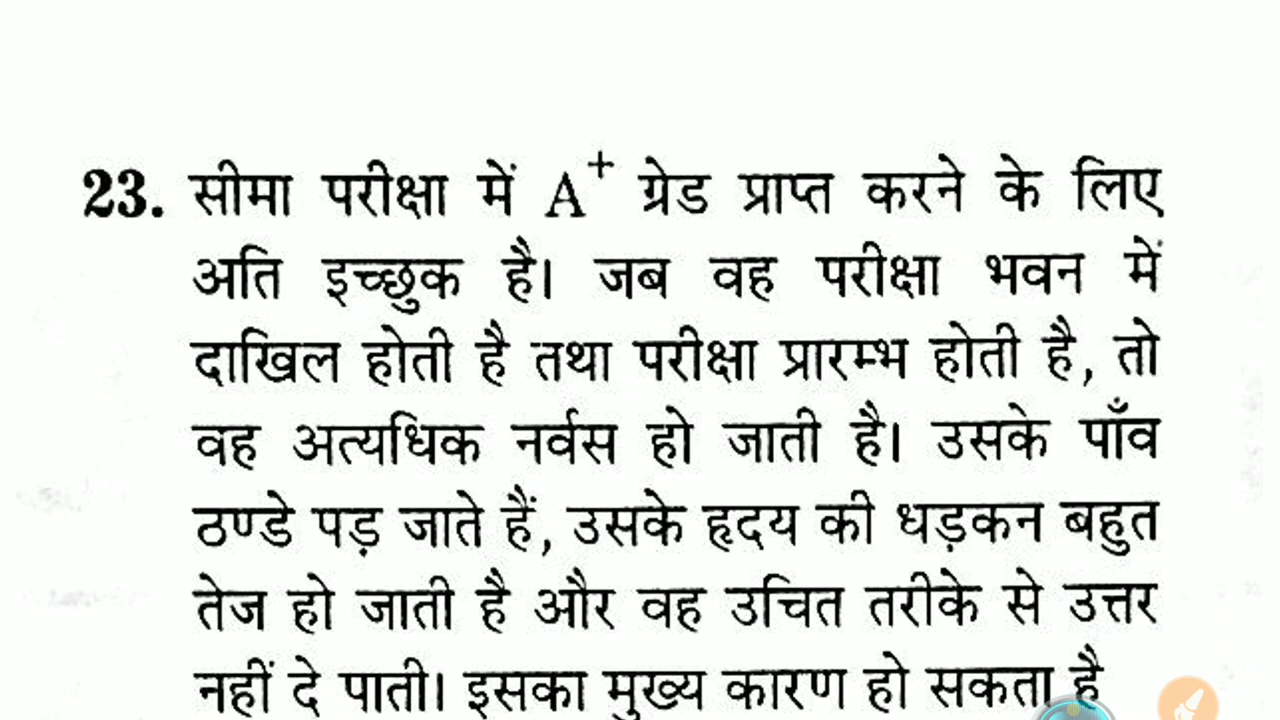 23. सीमा परीक्षा में A⁺ ग्रेड प्राप्त करने के लिए
अति इच्छुक है। जब वह परीक्षा भवन में
दाखिल होती है तथा परीक्षा प्रारम्भ होती है, तो
वह अत्यधिक नर्वस हो जाती है। उसके पाँव
ठण्डे पड़ जाते हैं, उसके हृदय की धड़कन बहुत
तेज हो जाती है और वह उचित तरीके से उत्तर
नहीं दे पाती। इसका मुख्य कारण हो सकता है